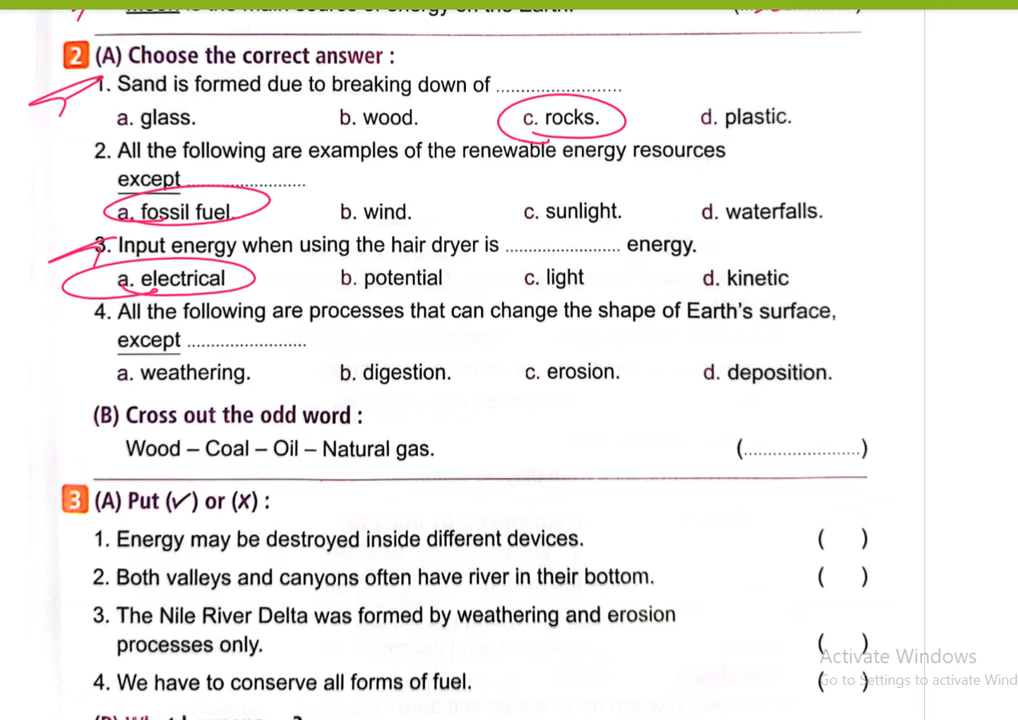 2 (A) Choose the correct answer :
1. Sand is formed due to breaking down of ........................
a. glass. b. wood. c. rocks. d. plastic.
2. All the following are examples of the renewable energy resources
except ........................
a. fossil fuel. b. wind. c. sunlight. d. waterfalls.
3. Input energy when using the hair dryer is ...................... energy.
a. electrical b. potential c. light d. kinetic
4. All the following are processes that can change the shape of Earth's surface,
except ........................
a. weathering. b. digestion. c. erosion. d. deposition.
(B) Cross out the odd word :
Wood – Coal – Oil – Natural gas. (......................)
3 (A) Put (✓) or (X) :
1. Energy may be destroyed inside different devices. ( )
2. Both valleys and canyons often have river in their bottom. ( )
3. The Nile River Delta was formed by weathering and erosion
processes only. ( )
Activate Windows
4. We have to conserve all forms of fuel. ( )
Go to Settings to activate Wind